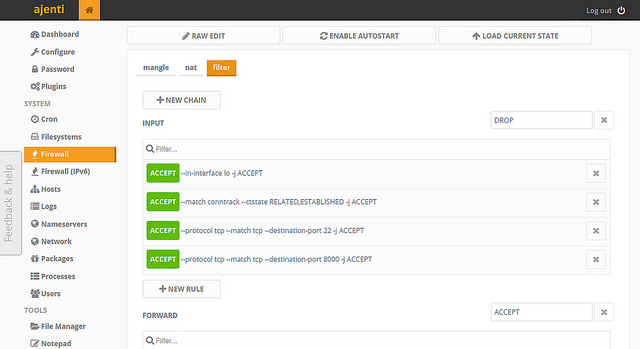 ajenti
Log out
Dashboard
Configure
Password
Plugins
SYSTEM
Cron
Filesystems
Firewall
Firewall (IPv6)
Hosts
Logs
Nameservers
Network
Packages
Processes
Users
TOOLS
File Manager
Notepad
Feedback & help
RAW EDIT
ENABLE AUTOSTART
LOAD CURRENT STATE
mangle nat filter
NEW CHAIN
INPUT
DROP
Filter...
ACCEPT --in-interface lo -j ACCEPT
ACCEPT --match conntrack --ctstate RELATED,ESTABLISHED -j ACCEPT
ACCEPT --protocol tcp --match tcp --destination-port 22 -j ACCEPT
ACCEPT --protocol tcp --match tcp --destination-port 8000 -j ACCEPT
NEW RULE
FORWARD
ACCEPT
Filter...